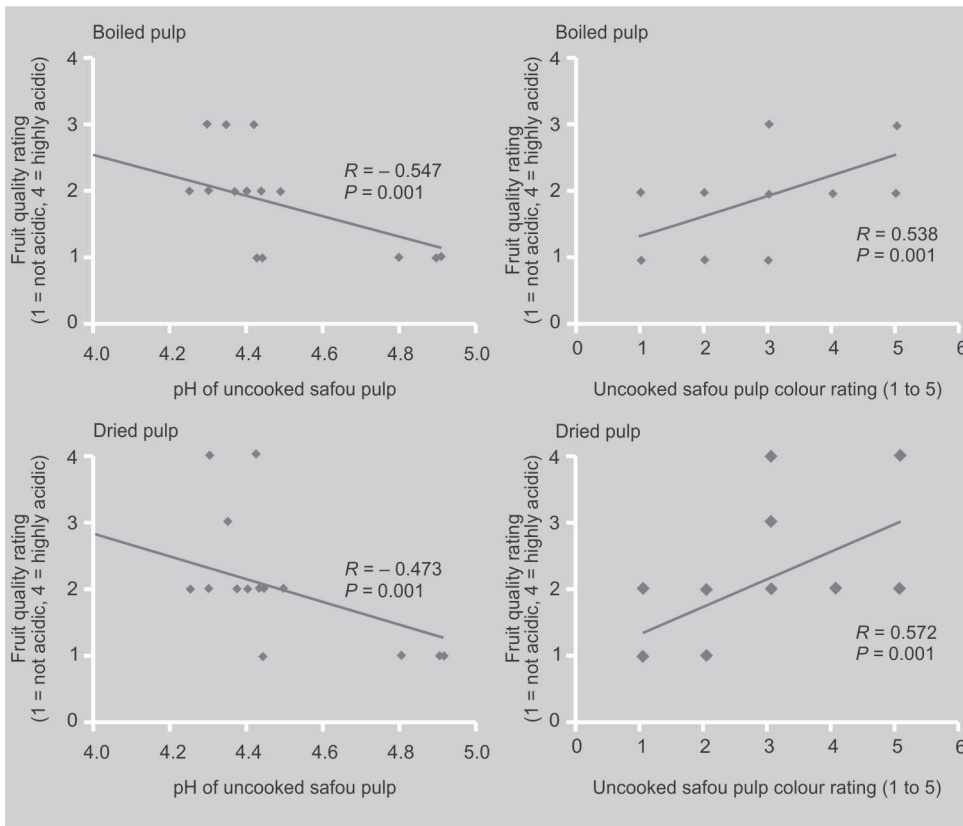 Boiled pulp
Fruit quality rating
(1 = not acidic, 4 = highly acidic)
4
3
2
1
0
R = – 0.547
P = 0.001
4.0 4.2 4.4 4.6 4.8 5.0
pH of uncooked safou pulp
Boiled pulp
Fruit quality rating
(1 = not acidic, 4 = highly acidic)
4
3
2
1
0
R = 0.538
P = 0.001
0 1 2 3 4 5 6
Uncooked safou pulp colour rating (1 to 5)
Dried pulp
Fruit quality rating
(1 = not acidic, 4 = highly acidic)
4
3
2
1
0
R = – 0.473
P = 0.001
4.0 4.2 4.4 4.6 4.8 5.0
pH of uncooked safou pulp
Dried pulp
Fruit quality rating
(1 = not acidic, 4 = highly acidic)
4
3
2
1
0
R = 0.572
P = 0.001
0 1 2 3 4 5 6
Uncooked safou pulp colour rating (1 to 5)